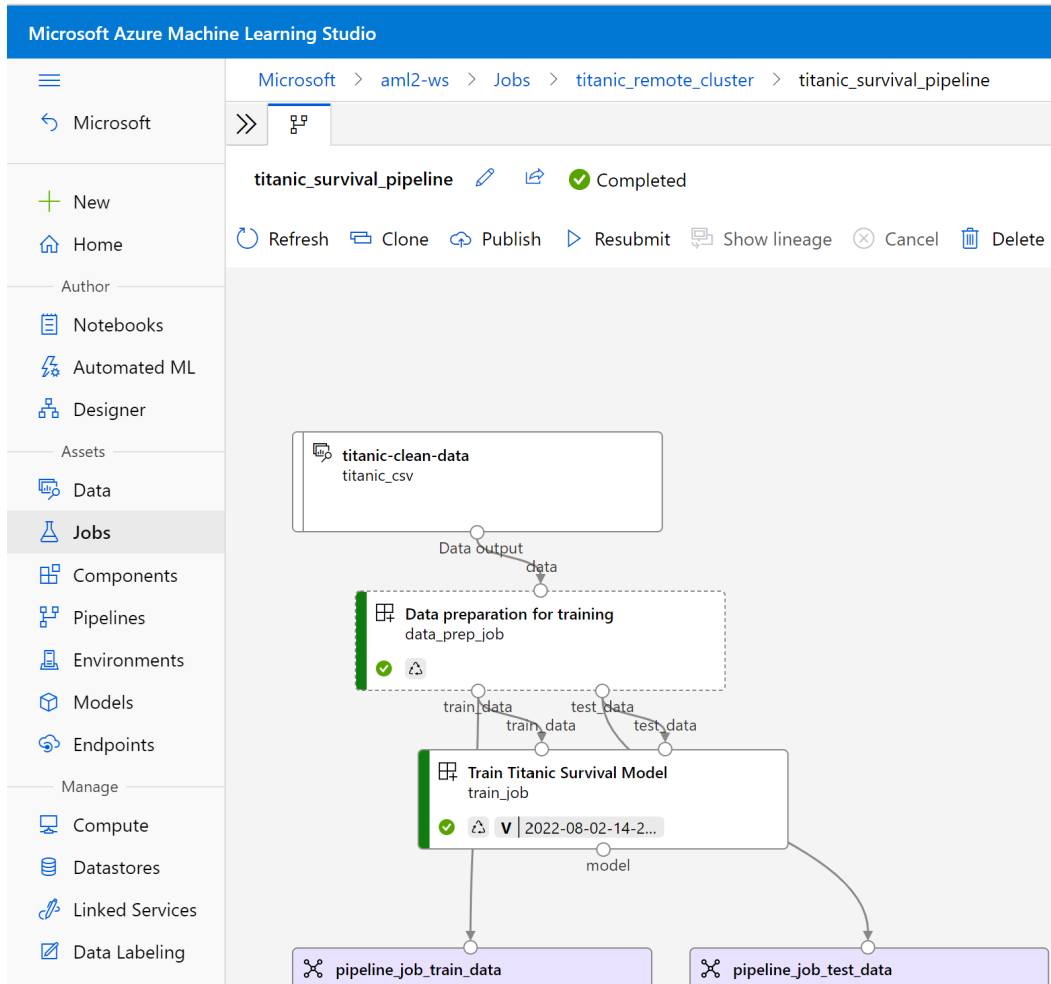 Microsoft Azure Machine Learning Studio
Microsoft > aml2-ws > Jobs > titanic_remote_cluster > titanic_survival_pipeline
Microsoft
titanic_survival_pipeline Completed
New
Refresh Clone Publish Resubmit Show lineage Cancel Delete
Home
Author
Notebooks
Automated ML
Designer
Assets
Data
Jobs
Components
Pipelines
Environments
Models
Endpoints
Manage
Compute
Datastores
Linked Services
Data Labeling
titanic-clean-data
titanic_csv
Data output
data
Data preparation for training
data_prep_job
train_data test_data
train_data test_data
Train Titanic Survival Model
train_job
V 2022-08-02-14-2...
model
pipeline_job_train_data pipeline_job_test_data